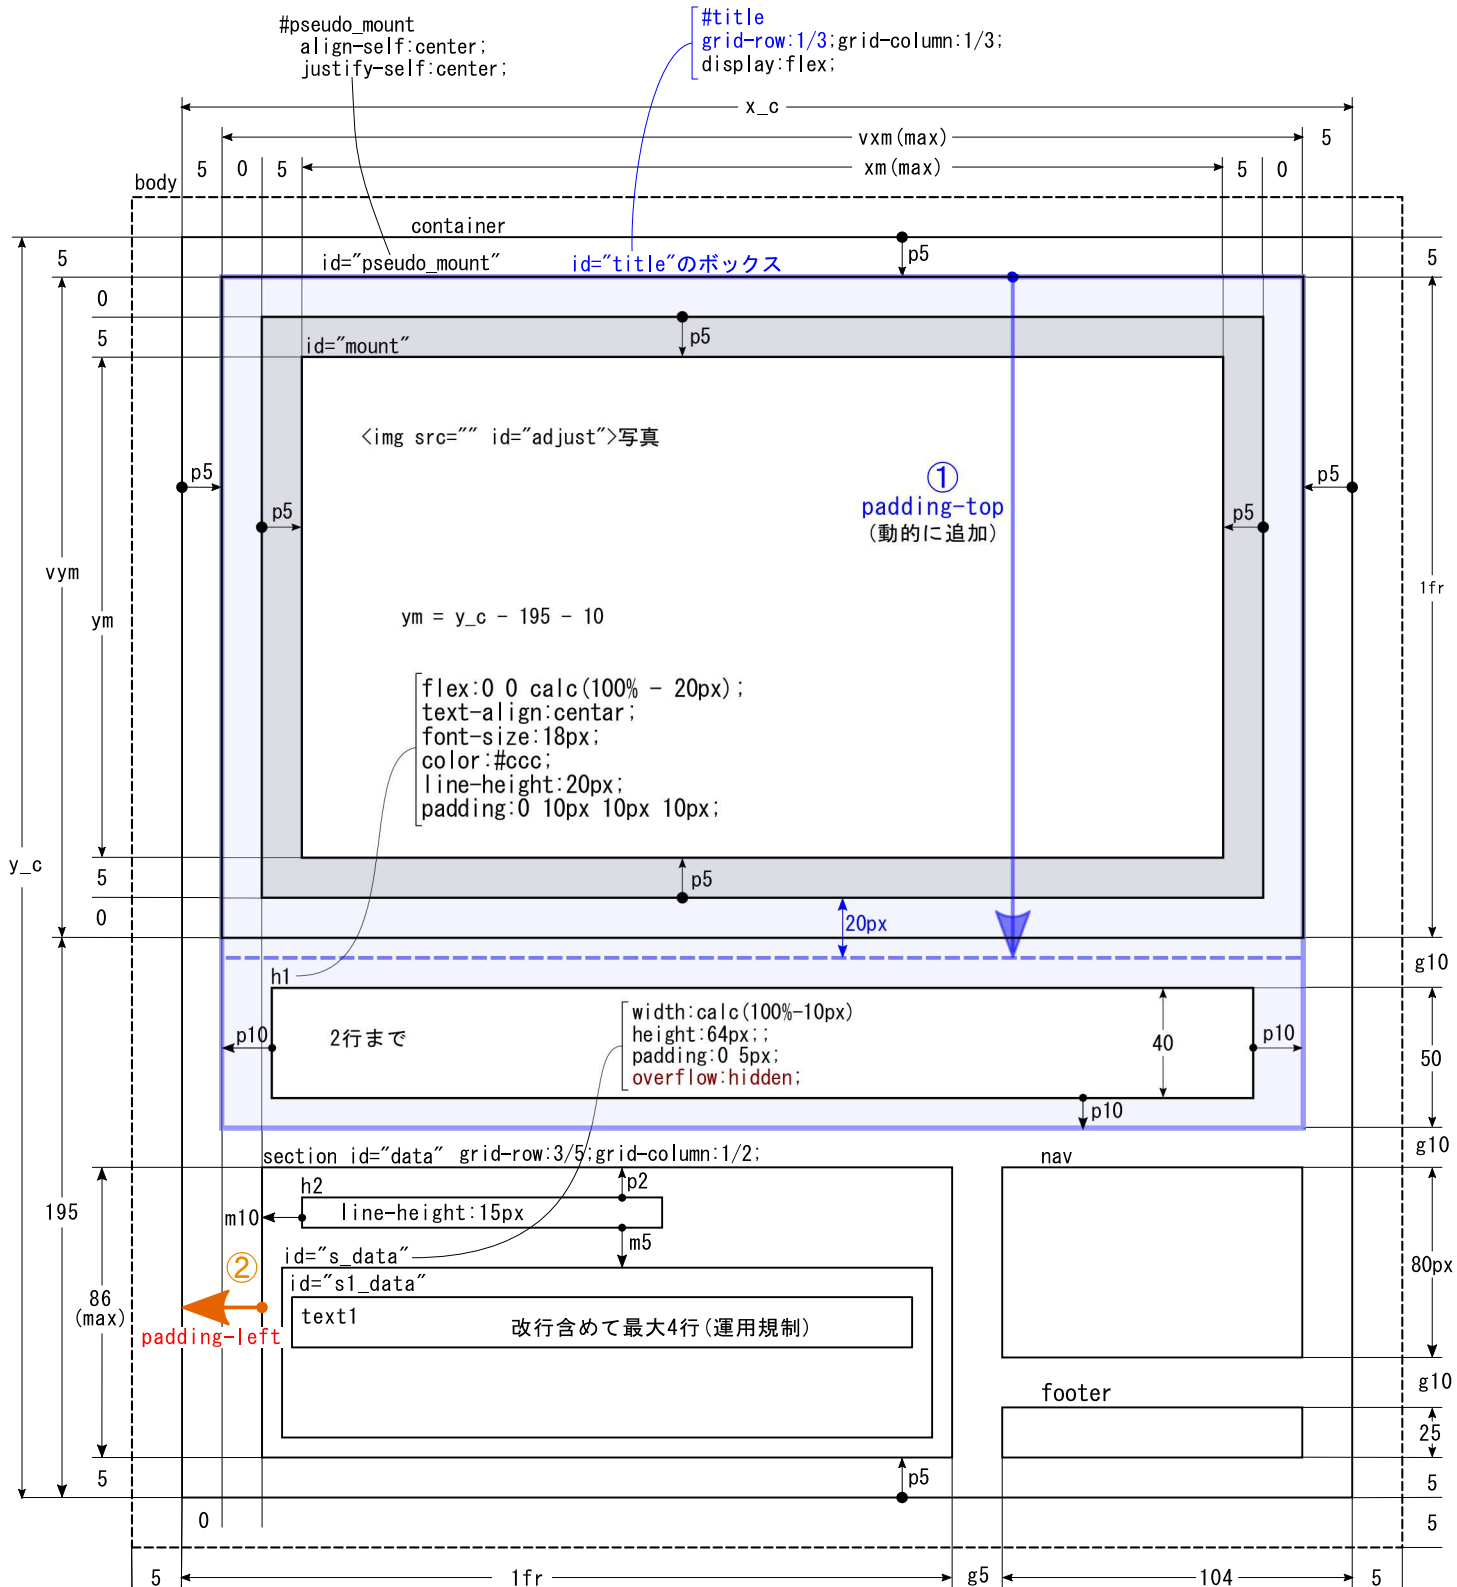 #pseudo_mount
align-self:center;
justify-self:center;
#title
grid-row:1/3;grid-column:1/3;
display:flex;
x_c
vxm(max)
5
5
0
5
xm(max)
5
0
body
container
5
p5
5
id="pseudo_mount"
id="title"のボックス
0
5
id="mount"
p5
<img src="" id="adjust">写真
p5
①
p5
padding-top
p5
p5
(動的に追加)
vym
1fr
ym
ym = y_c - 195 - 10
flex:0 0 calc(100% - 20px);
text-align:centar;
font-size:18px;
color:#ccc;
line-height:20px;
padding:0 10px 10px 10px;
y_c
5
p5
0
20px
g10
h1
width:calc(100%-10px)
height:64px;;
padding:0 5px;
overflow:hidden;
p10
2行まで
40
p10
50
p10
g10
section id="data" grid-row:3/5;grid-column:1/2;
nav
h2
p2
195
m10
line-height:15px
m5
id="s_data"
②
id="s1_data"
80px
86
(max)
text1
改行含めて最大4行(運用規制)
padding-left
g10
footer
25
5
p5
5
0
5
5
1fr
g5
104
5